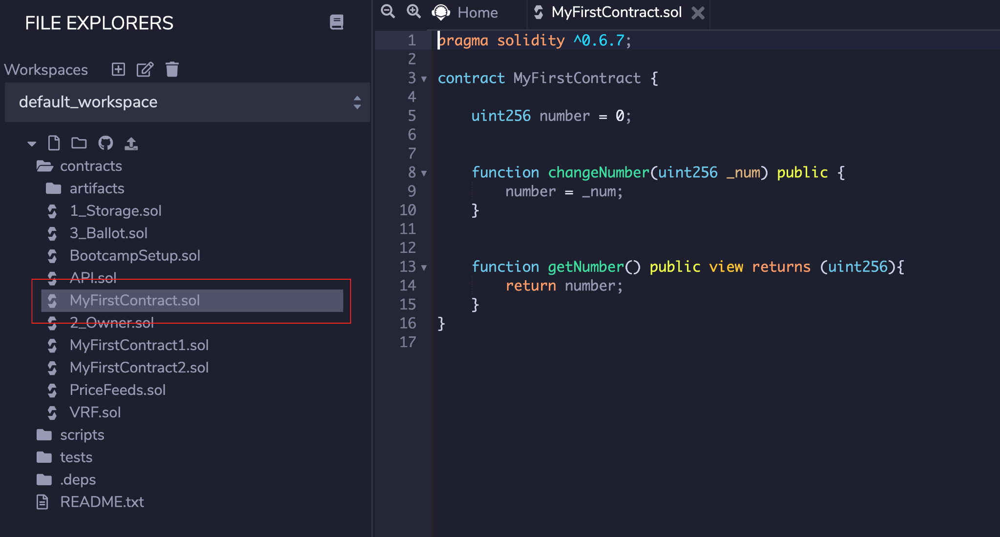 FILE EXPLORERS
Workspaces
default_workspace
contracts
artifacts
1_Storage.sol
3_Ballot.sol
BootcampSetup.sol
API.sol
MyFirstContract.sol
2_Owner.sol
MyFirstContract1.sol
MyFirstContract2.sol
PriceFeeds.sol
VRF.sol
scripts
tests
.deps
README.txt
Home
MyFirstContract.sol
1 pragma solidity ^0.6.7;
2
3 contract MyFirstContract {
4
5     uint256 number = 0;
6
7
8     function changeNumber(uint256 _num) public {
9         number = _num;
10     }
11
12
13     function getNumber() public view returns (uint256){
14         return number;
15     }
16 }
17